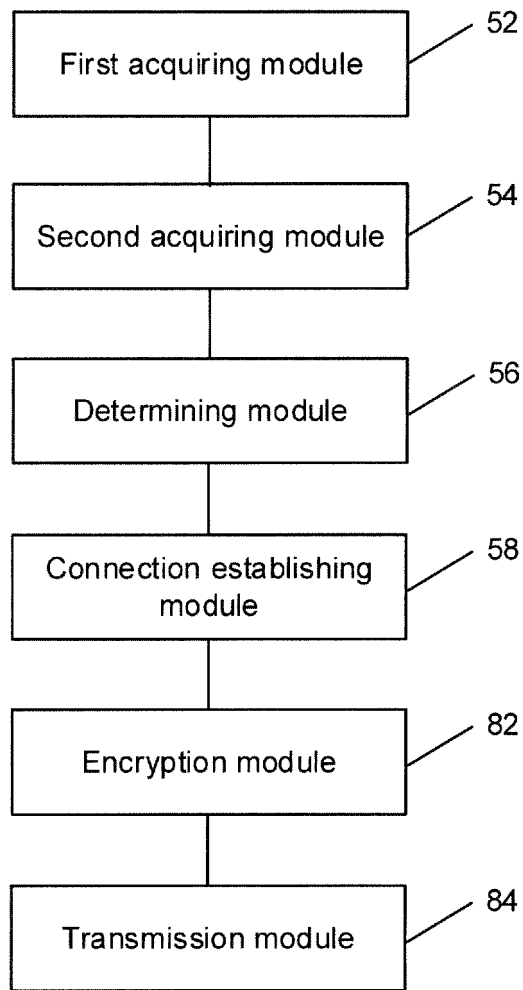 52
First acquiring module
54
Second acquiring module
56
Determining module
58
Connection establishing
module
82
Encryption module
84
Transmission module